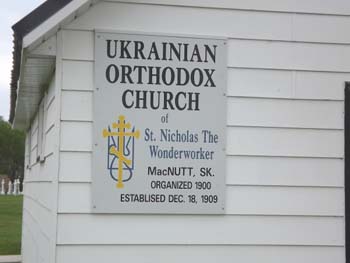 UKRAINIAN
ORTHODOX
CHURCH
of
St. Nicholas The
Wonderworker
MacNUTT, SK.
ORGANIZED 1900
ESTABLISED DEC. 18, 1909